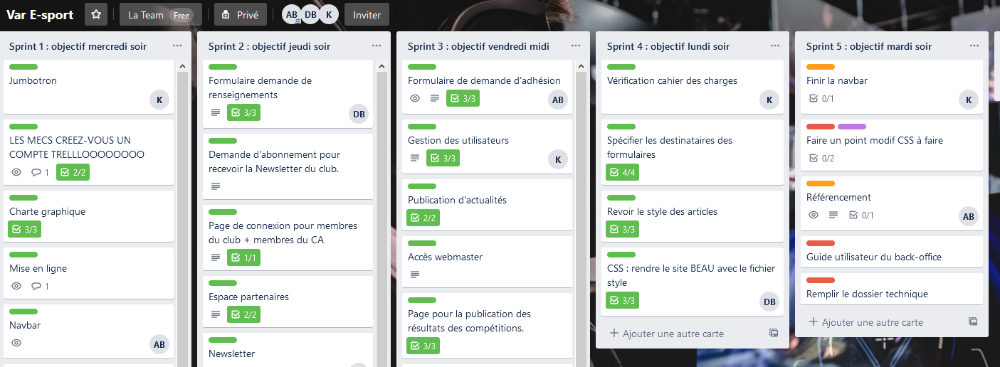 Var E-sport
La Team Free
Privé
AB DB K
Inviter
Sprint 1 : objectif mercredi soir
Jumbotron
K
LES MECS CREEZ-VOUS UN
COMPTE TRELLLOOOOOOOO
1 2/2
Charte graphique
3/3
Mise en ligne
1
Navbar
AB
Sprint 2 : objectif jeudi soir
Formulaire demande de
renseignements
3/3
DB
Demande d'abonnement pour
recevoir la Newsletter du club.
Page de connexion pour membres
du club + membres du CA
1/1
Espace partenaires
2/2
Newsletter
Sprint 3 : objectif vendredi midi
Formulaire de demande d'adhésion
3/3
AB
Gestion des utilisateurs
3/3
K
Publication d'actualités
2/2
Accès webmaster
Page pour la publication des
résultats des compétitions.
3/3
Sprint 4 : objectif lundi soir
Vérification cahier des charges
K
Spécifier les destinataires des
formulaires
4/4
Revoir le style des articles
3/3
CSS : rendre le site BEAU avec le fichier
style
3/3
DB
Ajouter une autre carte
Sprint 5 : objectif mardi soir
Finir la navbar
0/1
K
Faire un point modif CSS à faire
0/2
Référencement
0/1
AB
Guide utilisateur du back-office
Remplir le dossier technique
Ajouter une autre carte